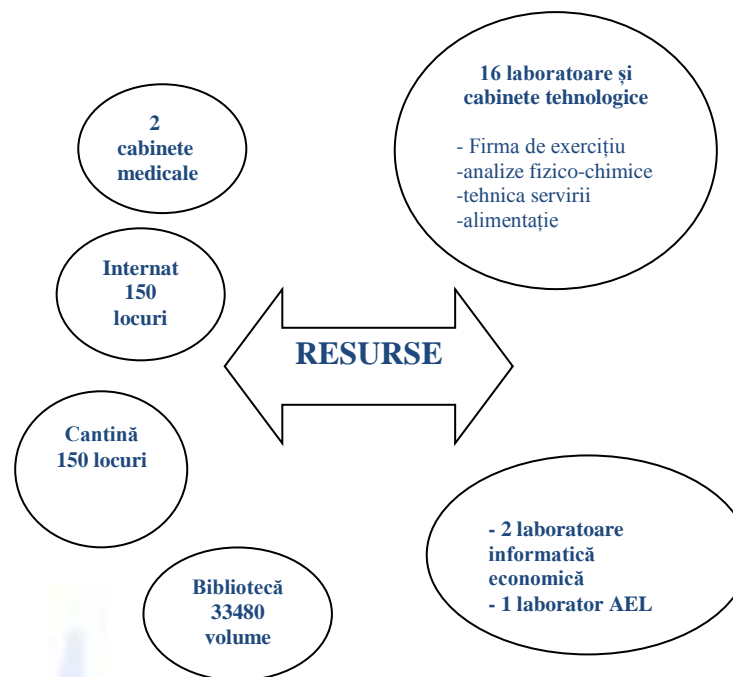 16 laboratoare și
cabinete tehnologice
- Firma de exercițiu
-analize fizico-chimice
-tehnica servirii
-alimentație
2
cabinete
medicale
Internat
150
locuri
RESURSE
Cantină
150 locuri
- 2 laboratoare
informatică
economică
- 1 laborator AEL
Bibliotecă
33480
volume